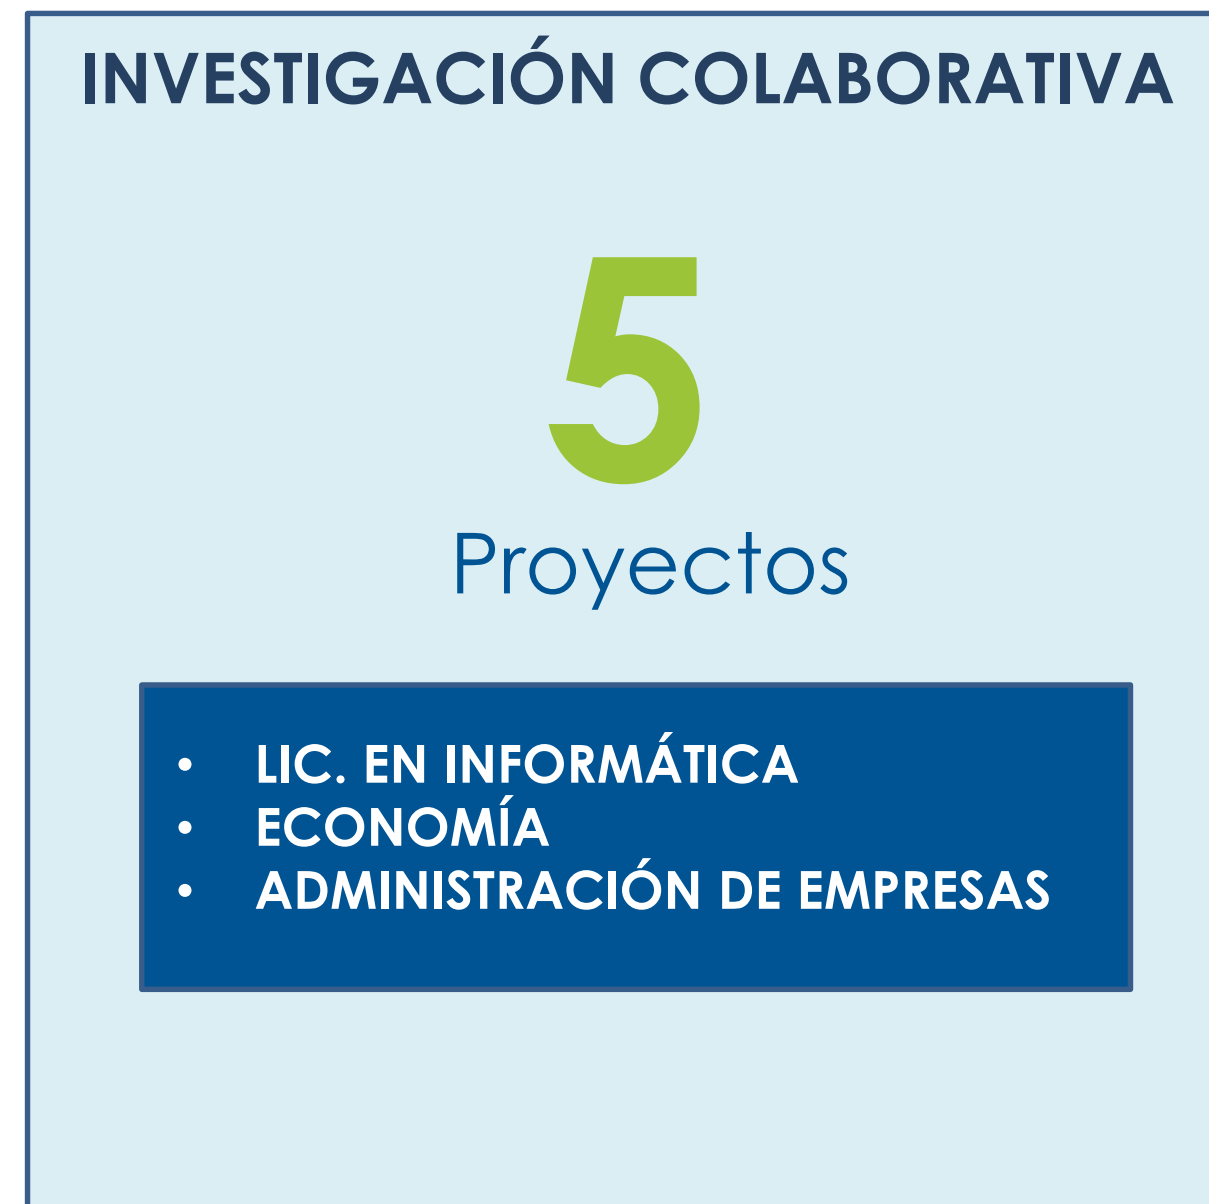 INVESTIGACIÓN COLABORATIVA
5
Proyectos
• LIC. EN INFORMÁTICA
• ECONOMÍA
• ADMINISTRACIÓN DE EMPRESAS